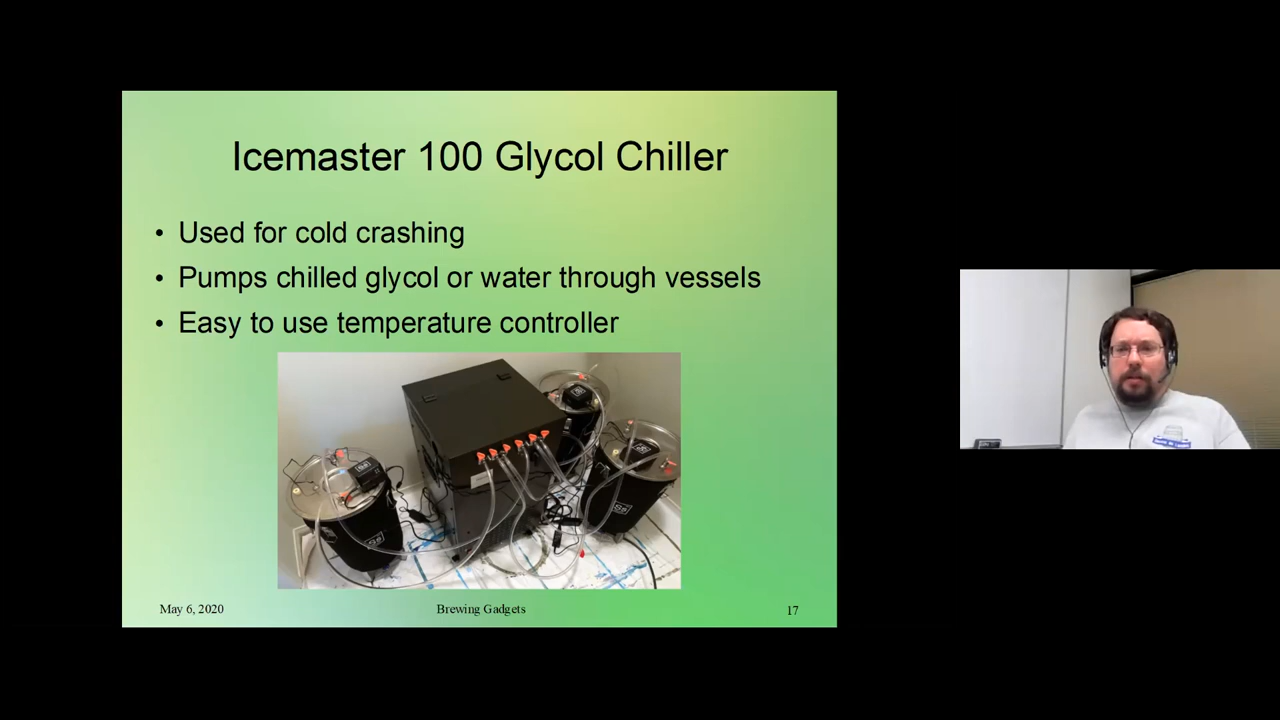 Icemaster 100 Glycol Chiller
• Used for cold crashing
• Pumps chilled glycol or water through vessels
• Easy to use temperature controller
May 6, 2020
Brewing Gadgets
17